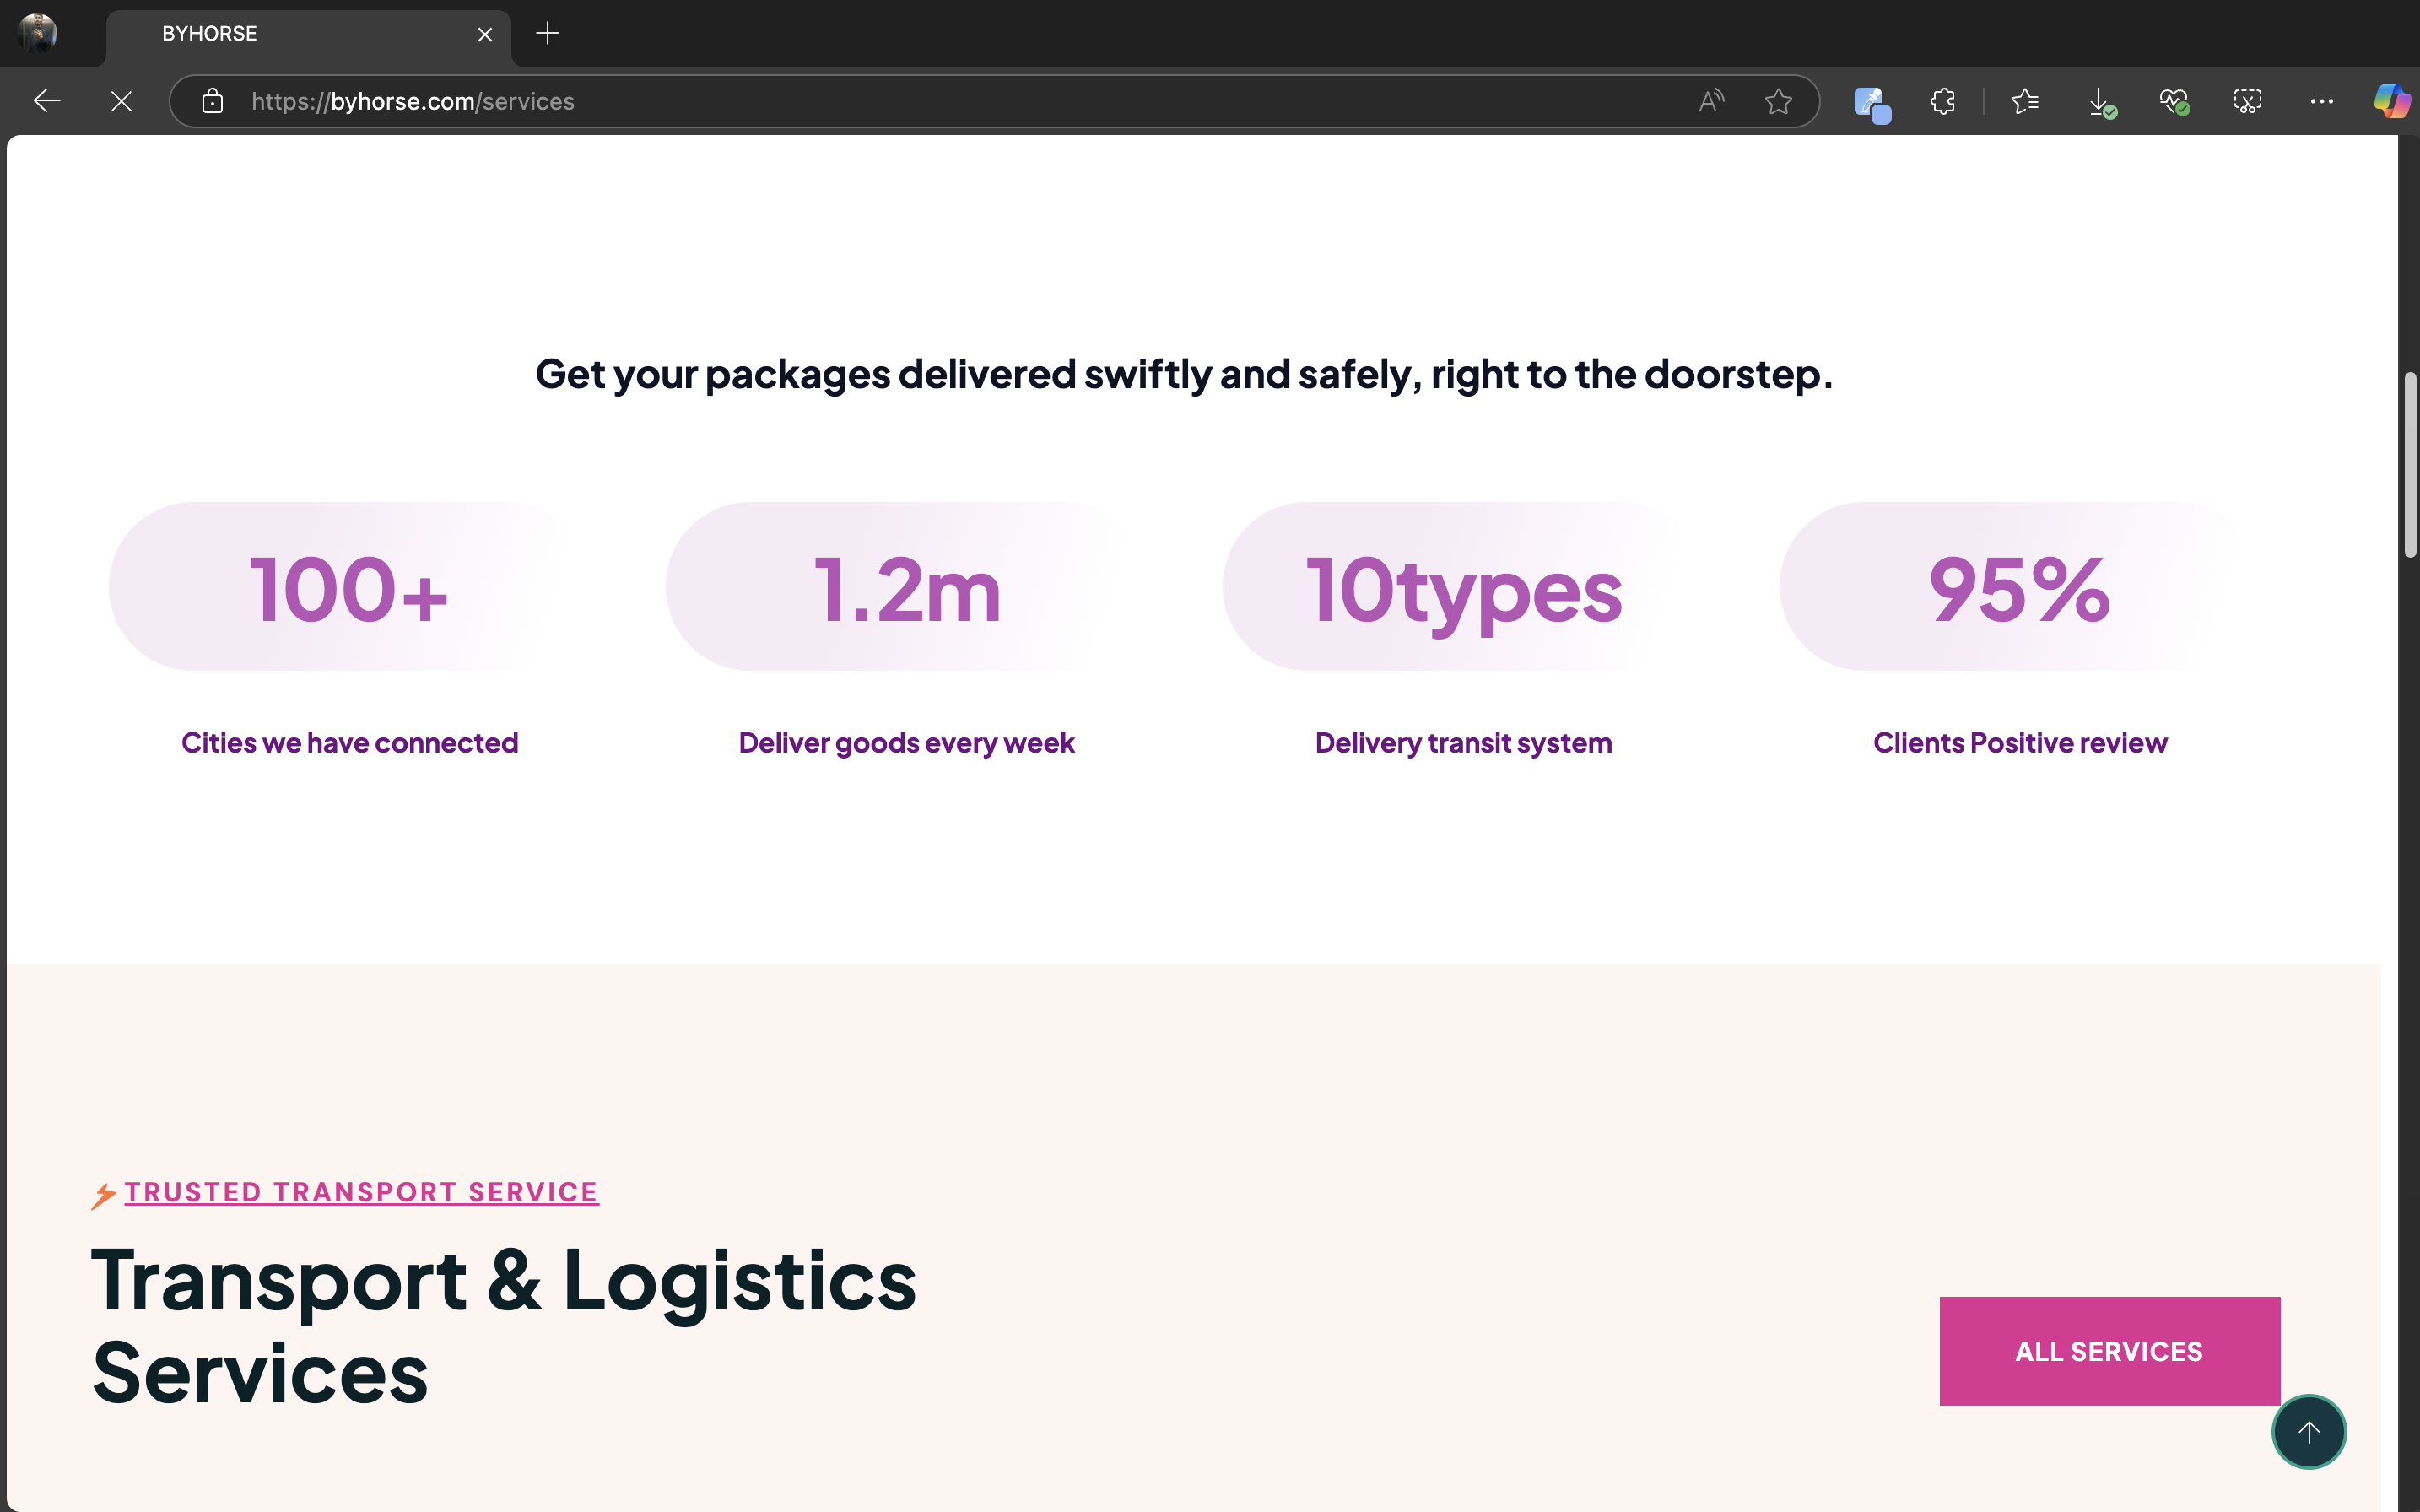 BYHORSE
https://byhorse.com/services
Get your packages delivered swiftly and safely, right to the doorstep.
100+
1.2m
10types
95%
Cities we have connected
Deliver goods every week
Delivery transit system
Clients Positive review
TRUSTED TRANSPORT SERVICE
Transport & Logistics
Services
ALL SERVICES